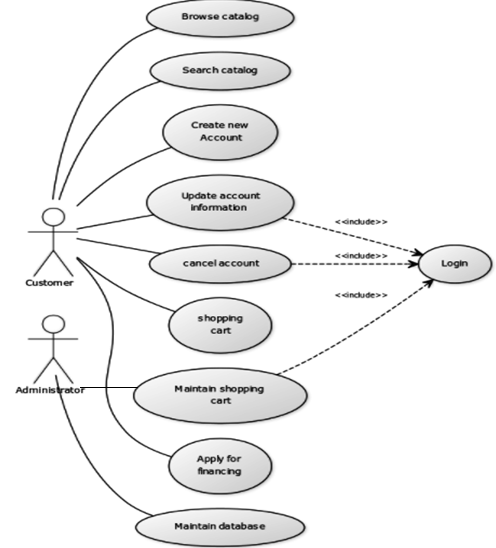 Browse catalog
Search catalog
Create new
Account
Update account
information
<<include>>
cancel account
<<include>>
Login
Customer
<<include>>
shopping
cart
Administrator
Maintain shopping
cart
Apply for
financing
Maintain database